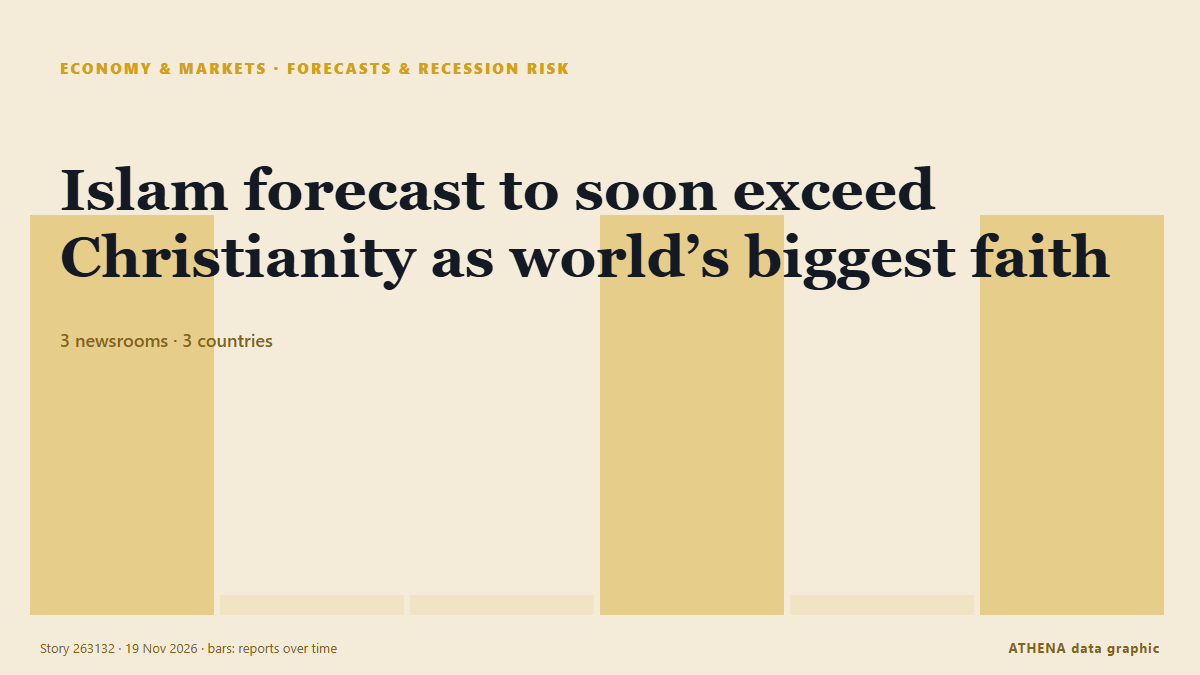 ECONOMY & MARKETS · FORECASTS & RECESSION RISK
Islam forecast to soon exceed
Christianity as world’s biggest faith
3 newsrooms · 3 countries
Story 263132 · 19 Nov 2026 · bars: reports over time
ATHENA data graphic